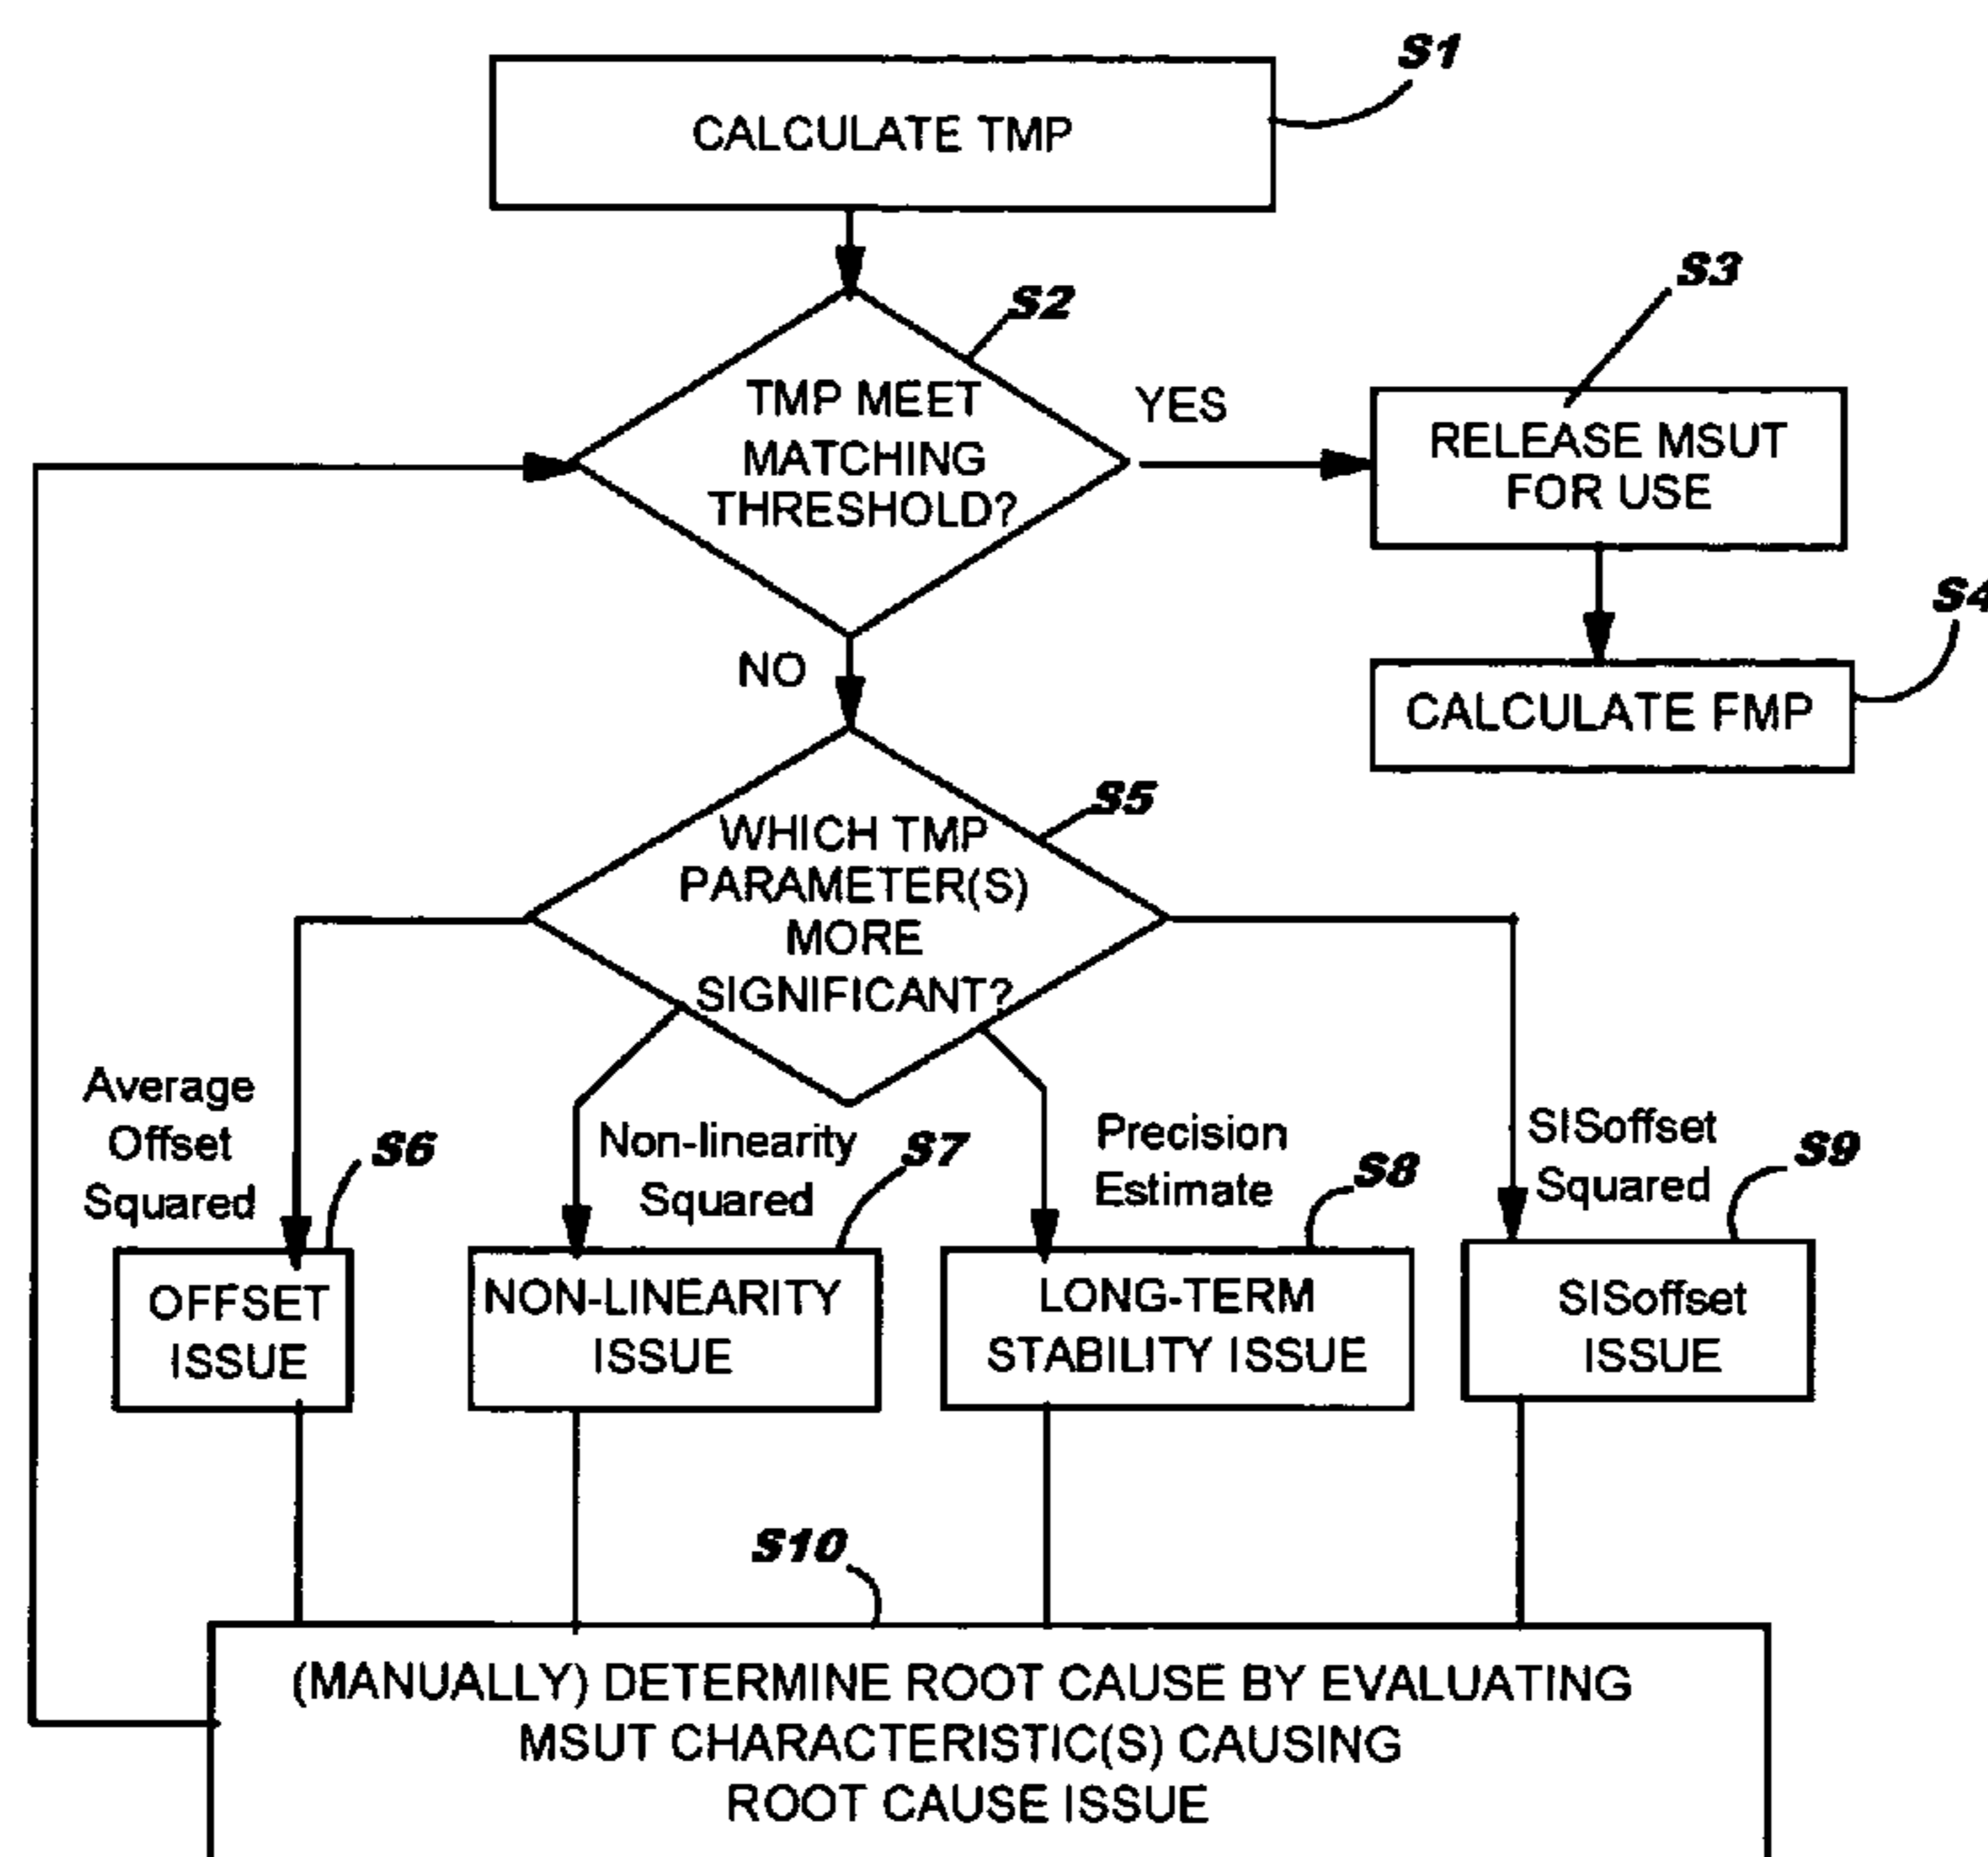 S1
CALCULATE TMP
S2
TMP MEET
MATCHING
THRESHOLD?
YES
S3
RELEASE MSUT
FOR USE
S4
CALCULATE FMP
NO
S5
WHICH TMP
PARAMETER(S)
MORE
SIGNIFICANT?
Average
Offset
Squared
S6
Non-linearity
Squared
S7
Precision
Estimate
S8
SISoffset
Squared
S9
OFFSET
ISSUE
NON-LINEARITY
ISSUE
LONG-TERM
STABILITY ISSUE
SISoffset
ISSUE
S10
(MANUALLY) DETERMINE ROOT CAUSE BY EVALUATING
MSUT CHARACTERISTIC(S) CAUSING
ROOT CAUSE ISSUE